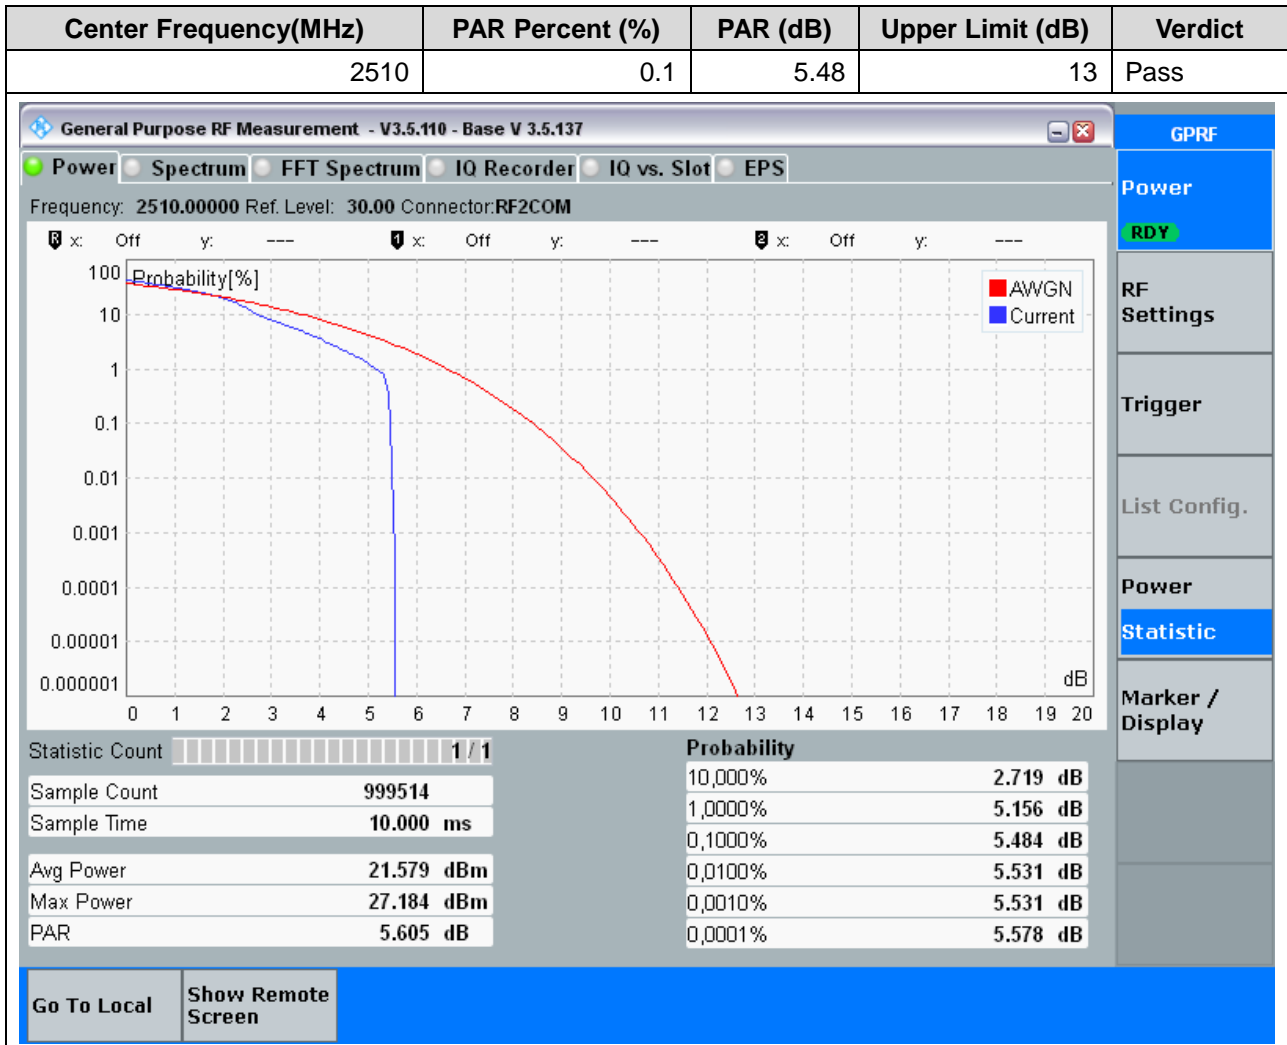 Center Frequency(MHz) PAR Percent (%) PAR (dB) Upper Limit (dB) Verdict
2510 0.1 5.48 13 Pass
General Purpose RF Measurement - V3.5.110 - Base V 3.5.137
GPRF
Power Spectrum FFT Spectrum IQ Recorder IQ vs. Slot EPS
Frequency: 2510.00000 Ref. Level: 30.00 Connector:RF2COM
R x: Off y: --- 1 x: Off y: --- 2 x: Off y: ---
Probability[%]
AWGN
Current
100
10
1
0.1
0.01
0.001
0.0001
0.00001
0.000001
dB
0 1 2 3 4 5 6 7 8 9 10 11 12 13 14 15 16 17 18 19 20
Statistic Count 1 / 1
Sample Count 999514
Sample Time 10.000 ms
Avg Power 21.579 dBm
Max Power 27.184 dBm
PAR 5.605 dB
Probability
10,000% 2.719 dB
1,0000% 5.156 dB
0,1000% 5.484 dB
0,0100% 5.531 dB
0,0010% 5.531 dB
0,0001% 5.578 dB
Power
RDY
RF
Settings
Trigger
List Config.
Power
Statistic
Marker /
Display
Go To Local
Show Remote
Screen